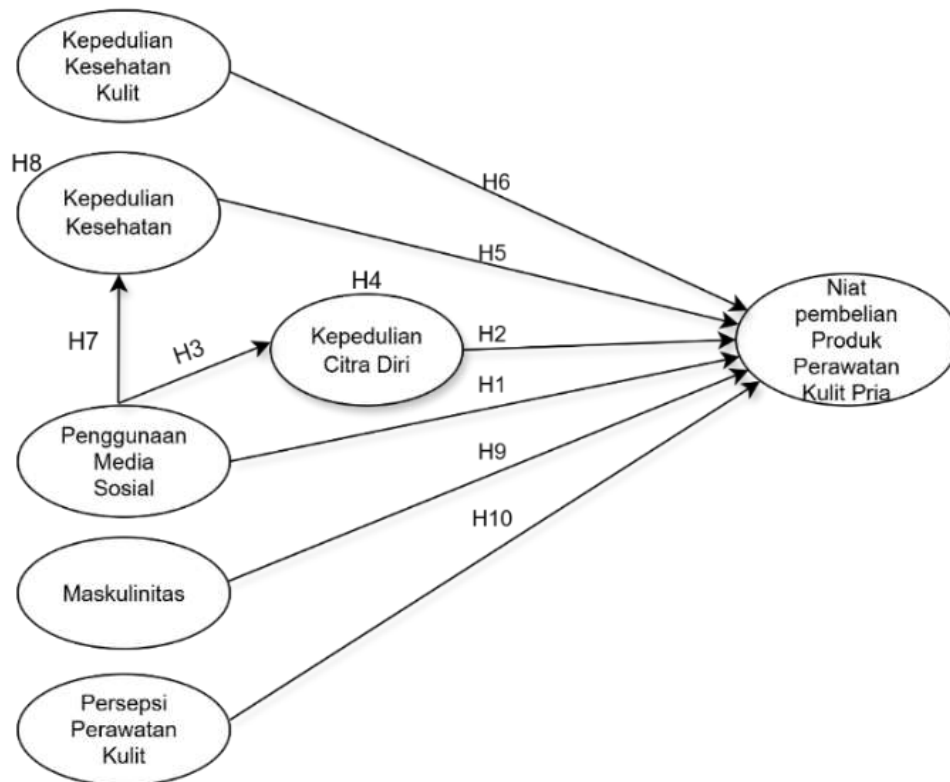 Kepedulian
Kesehatan
Kulit
H6
H8
Kepedulian
Kesehatan
H5
H7
H3
H4
Kepedulian
Citra Diri
H2
Niat
pembelian
Produk
Perawatan
Kulit Pria
H1
Penggunaan
Media
Sosial
H9
Maskulinitas
H10
Persepsi
Perawatan
Kulit